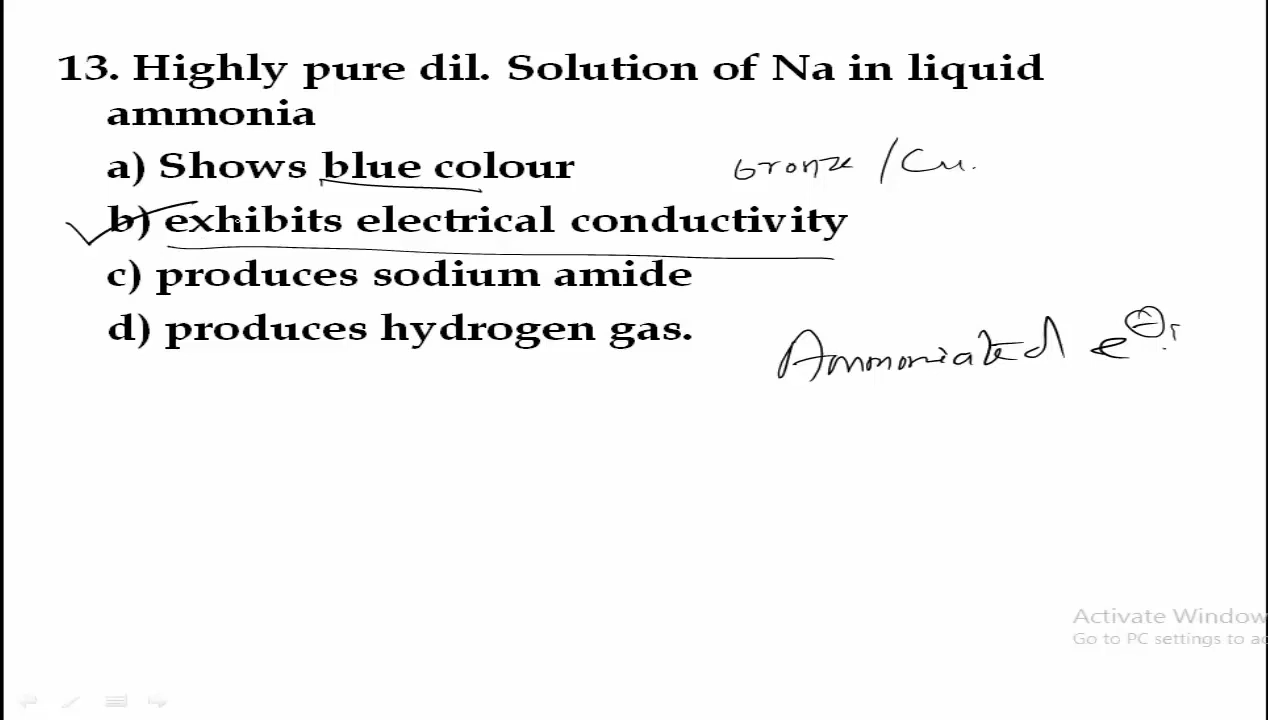 13. Highly pure dil. Solution of Na in liquid
ammonia
a) Shows blue colour
bronze / Cu.
b) exhibits electrical conductivity
c) produces sodium amide
d) produces hydrogen gas.
Ammoniated e⊖
Activate Window
Go to PC settings to ac